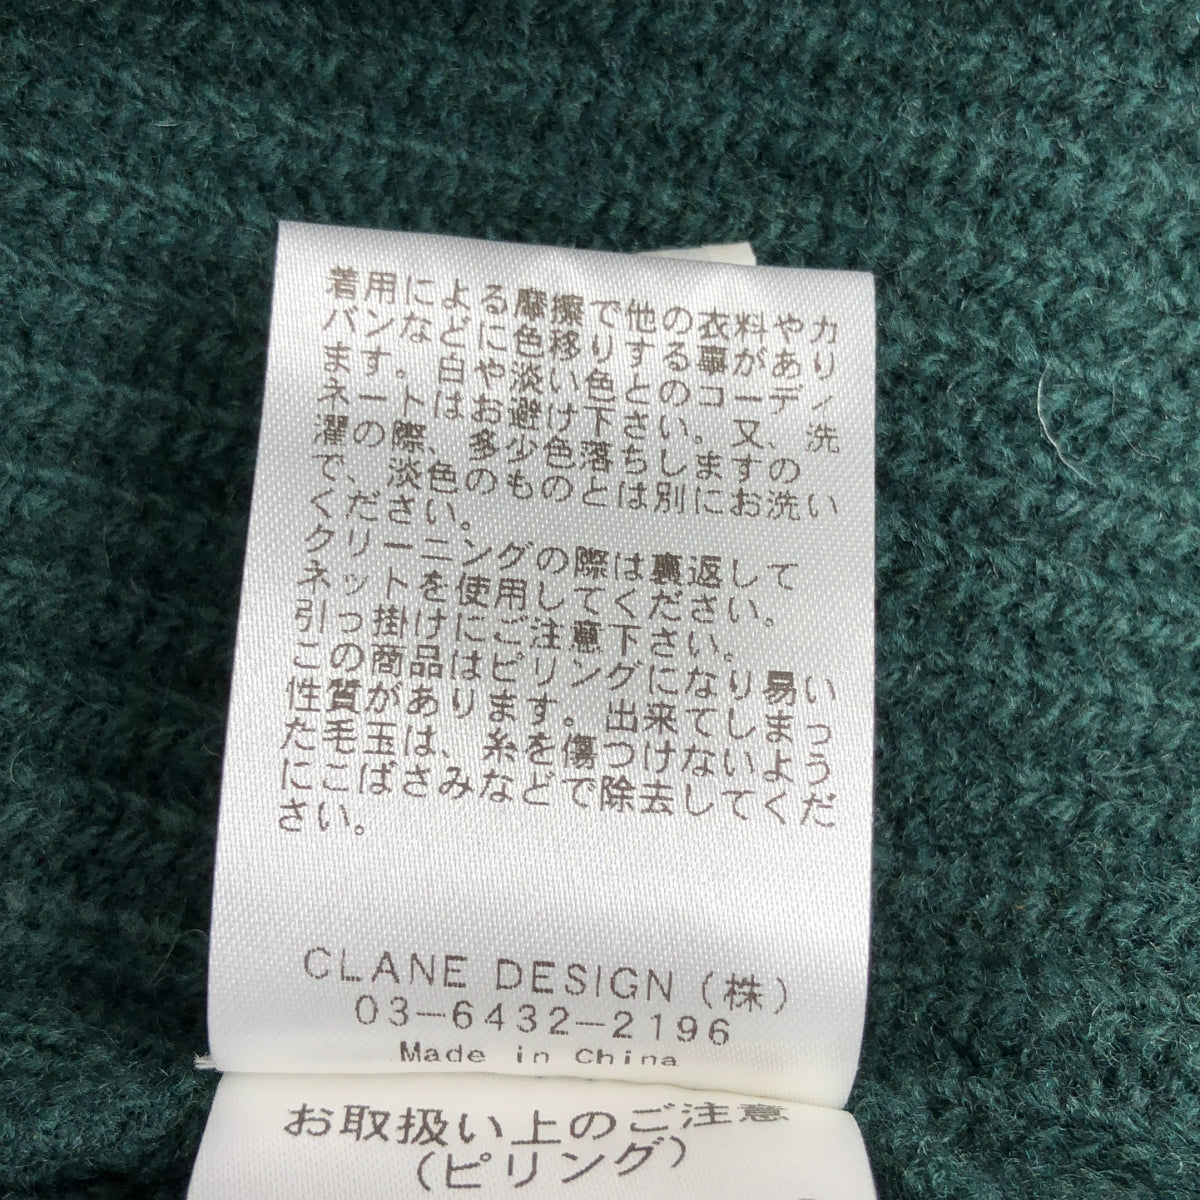 着用による摩擦で他の衣料やカ
バンなどに色移りする事があり
ます。白や淡い色とのコーディ
ネートはお避け下さい。又、洗
濯の際、多少色落ちしますの
で、淡色のものとは別にお洗い
ください。
クリーニングの際は裏返して
ネットを使用してください。
引っ掛けにご注意下さい。
この商品はピリングになり易い
性質があります。出来てしまっ
た毛玉は、糸を傷つけないよう
にこばさみなどで除去してくだ
さい。
CLANE DESIGN(株)
03-6432-2196
Made in China
お取扱い上のご注意
(ピリング)